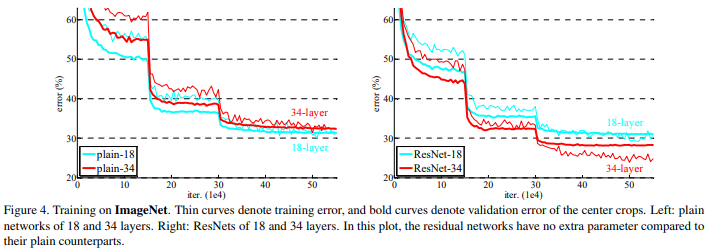 60
50
40
30
20
error (%)
0
10
20
30
40
50
iter. (1e4)
34-layer
18-layer
plain-18
plain-34
60
50
40
30
20
error (%)
0
10
20
30
40
50
iter. (1e4)
18-layer
34-layer
ResNet-18
ResNet-34
Figure 4. Training on ImageNet. Thin curves denote training error, and bold curves denote validation error of the center crops. Left: plain
networks of 18 and 34 layers. Right: ResNets of 18 and 34 layers. In this plot, the residual networks have no extra parameter compared to
their plain counterparts.